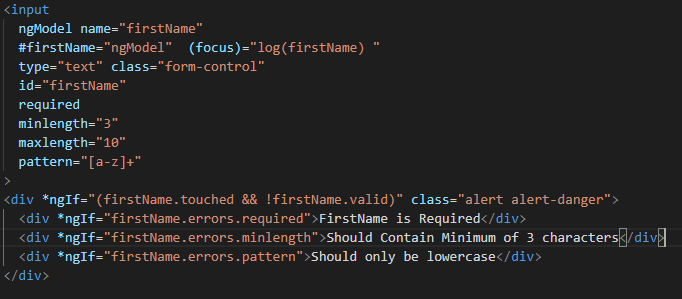 <input
ngModel name="firstName"
#firstName="ngModel"  (focus)="log(firstName) "
type="text" class="form-control"
id="firstName"
required
minlength="3"
maxlength="10"
pattern="[a-z]+"
>
<div *ngIf="(firstName.touched && !firstName.valid)" class="alert alert-danger">
<div *ngIf="firstName.errors.required">FirstName is Required</div>
<div *ngIf="firstName.errors.minlength">Should Contain Minimum of 3 characters</div>
<div *ngIf="firstName.errors.pattern">Should only be lowercase</div>
</div>